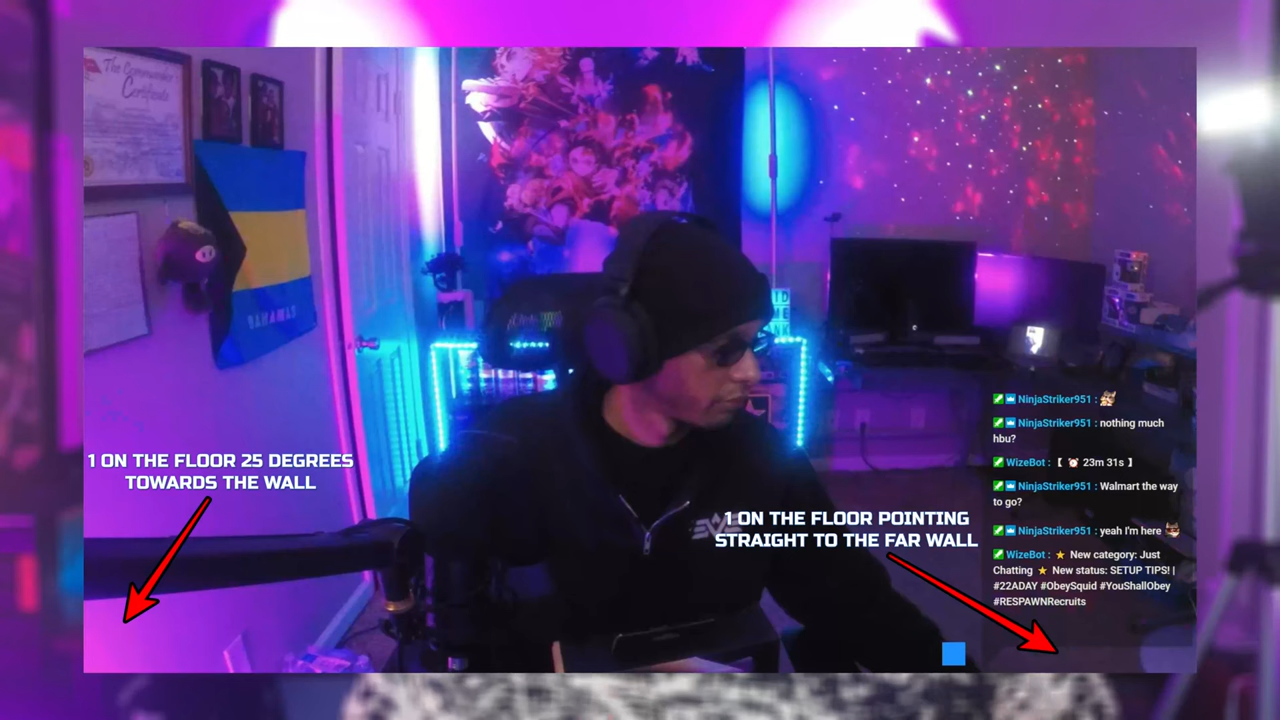 The Commander
Certificate
BAHAMAS
1 ON THE FLOOR 25 DEGREES
TOWARDS THE WALL
1 ON THE FLOOR POINTING
STRAIGHT TO THE FAR WALL
NinjaStriker951 :
NinjaStriker951 : nothing much
hbu?
WizeBot : 【 ⏰ 23m 31s 】
NinjaStriker951 : Walmart the way
to go?
NinjaStriker951 : yeah I'm here
WizeBot : ⭐ New category: Just
Chatting ⭐ New status: SETUP TIPS! |
#22ADAY #ObeySquid #YouShallObey
#RESPAWNRecruits